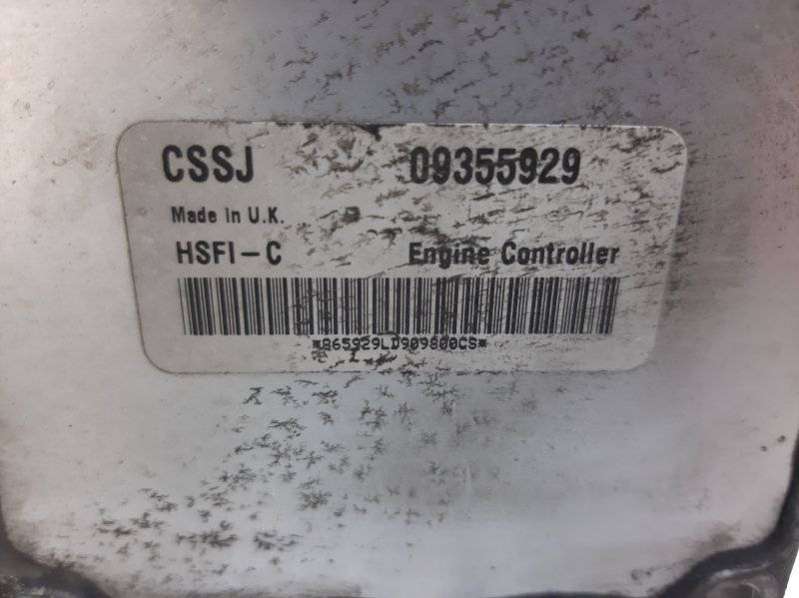 CSSJ 09355929
Made in U.K.
HSFI-C Engine Controller
*865929LD909800CS*